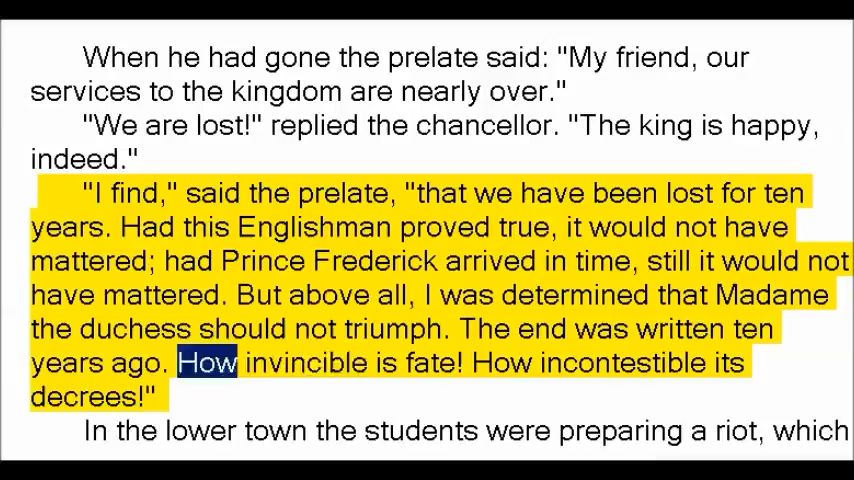 When he had gone the prelate said: "My friend, our
services to the kingdom are nearly over."
"We are lost!" replied the chancellor. "The king is happy,
indeed."
"I find," said the prelate, "that we have been lost for ten
years. Had this Englishman proved true, it would not have
mattered; had Prince Frederick arrived in time, still it would not
have mattered. But above all, I was determined that Madame
the duchess should not triumph. The end was written ten
years ago. How invincible is fate! How incontestible its
decrees!"
In the lower town the students were preparing a riot, which